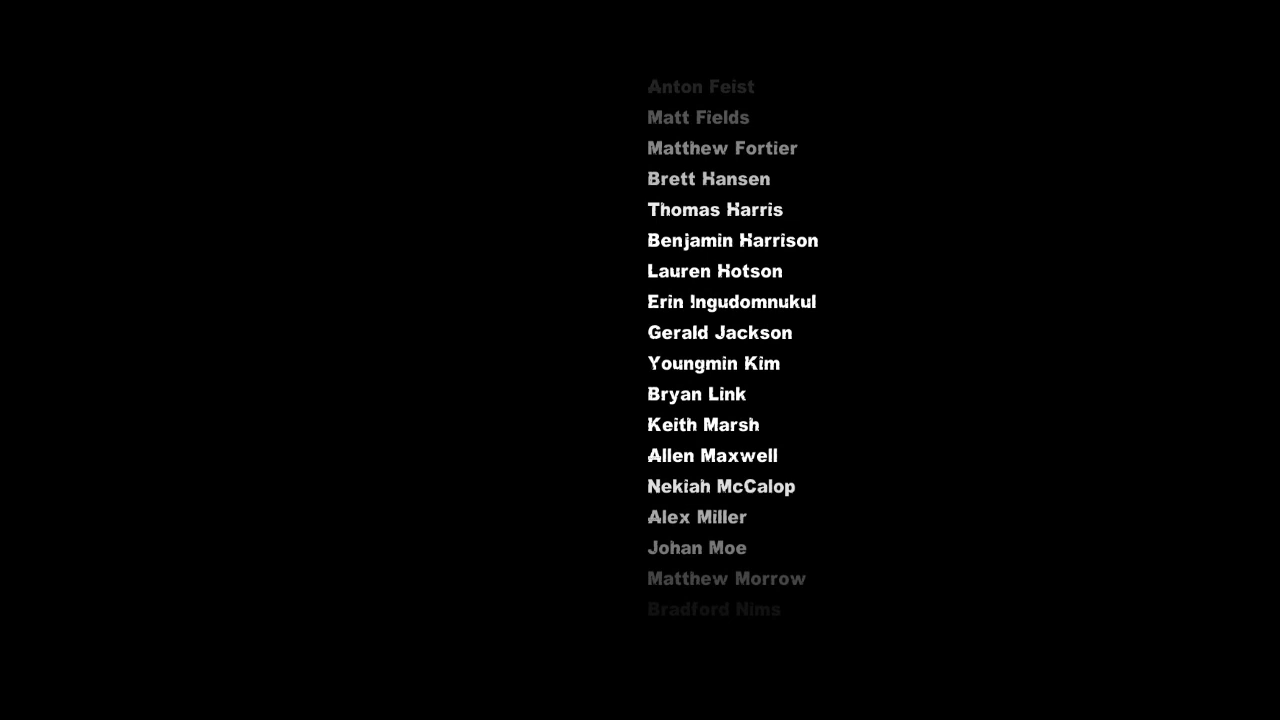 Anton Feist
Matt Fields
Matthew Fortier
Brett Hansen
Thomas Harris
Benjamin Harrison
Lauren Hotson
Erin Ingudomnukul
Gerald Jackson
Youngmin Kim
Bryan Link
Keith Marsh
Allen Maxwell
Nekiah McCalop
Alex Miller
Johan Moe
Matthew Morrow
Bradford Nims